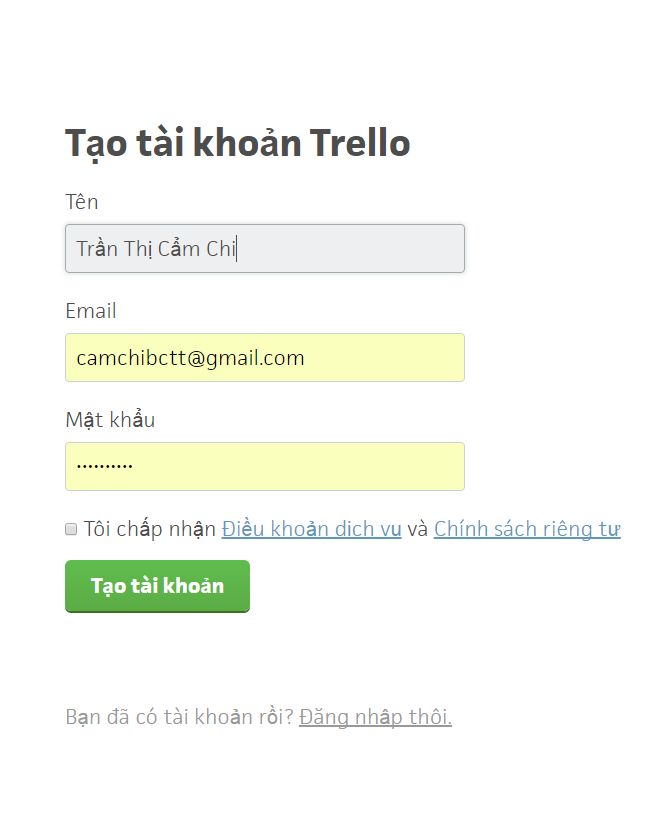 Tạo tài khoản Trello
Tên
Trần Thị Cẩm Chi
Email
camchibctt@gmail.com
Mật khẩu
••••••••••
Tôi chấp nhận Điều khoản dịch vụ và Chính sách riêng tư
Tạo tài khoản
Bạn đã có tài khoản rồi? Đăng nhập thôi.